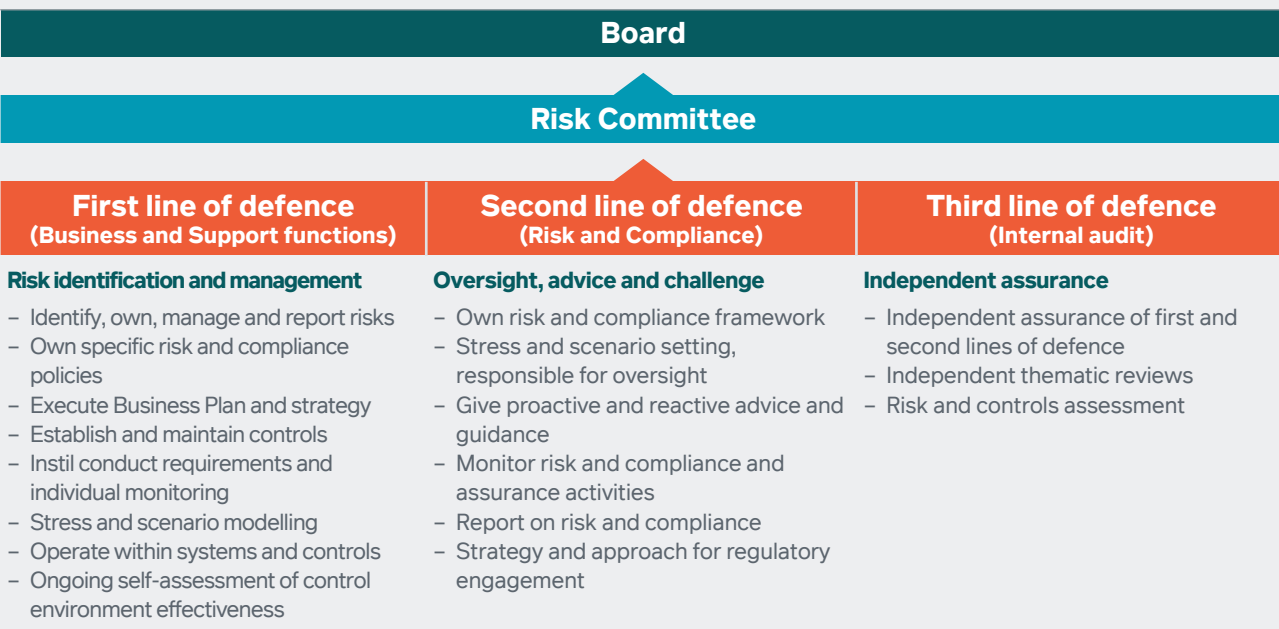 Board
Risk Committee
First line of defence
(Business and Support functions)
Risk identification and management
– Identify, own, manage and report risks
– Own specific risk and compliance
policies
– Execute Business Plan and strategy
– Establish and maintain controls
– Instil conduct requirements and
individual monitoring
– Stress and scenario modelling
– Operate within systems and controls
– Ongoing self-assessment of control
environment effectiveness
Second line of defence
(Risk and Compliance)
Oversight, advice and challenge
– Own risk and compliance framework
– Stress and scenario setting,
responsible for oversight
– Give proactive and reactive advice and
guidance
– Monitor risk and compliance and
assurance activities
– Report on risk and compliance
– Strategy and approach for regulatory
engagement
Third line of defence
(Internal audit)
Independent assurance
– Independent assurance of first and
second lines of defence
– Independent thematic reviews
– Risk and controls assessment